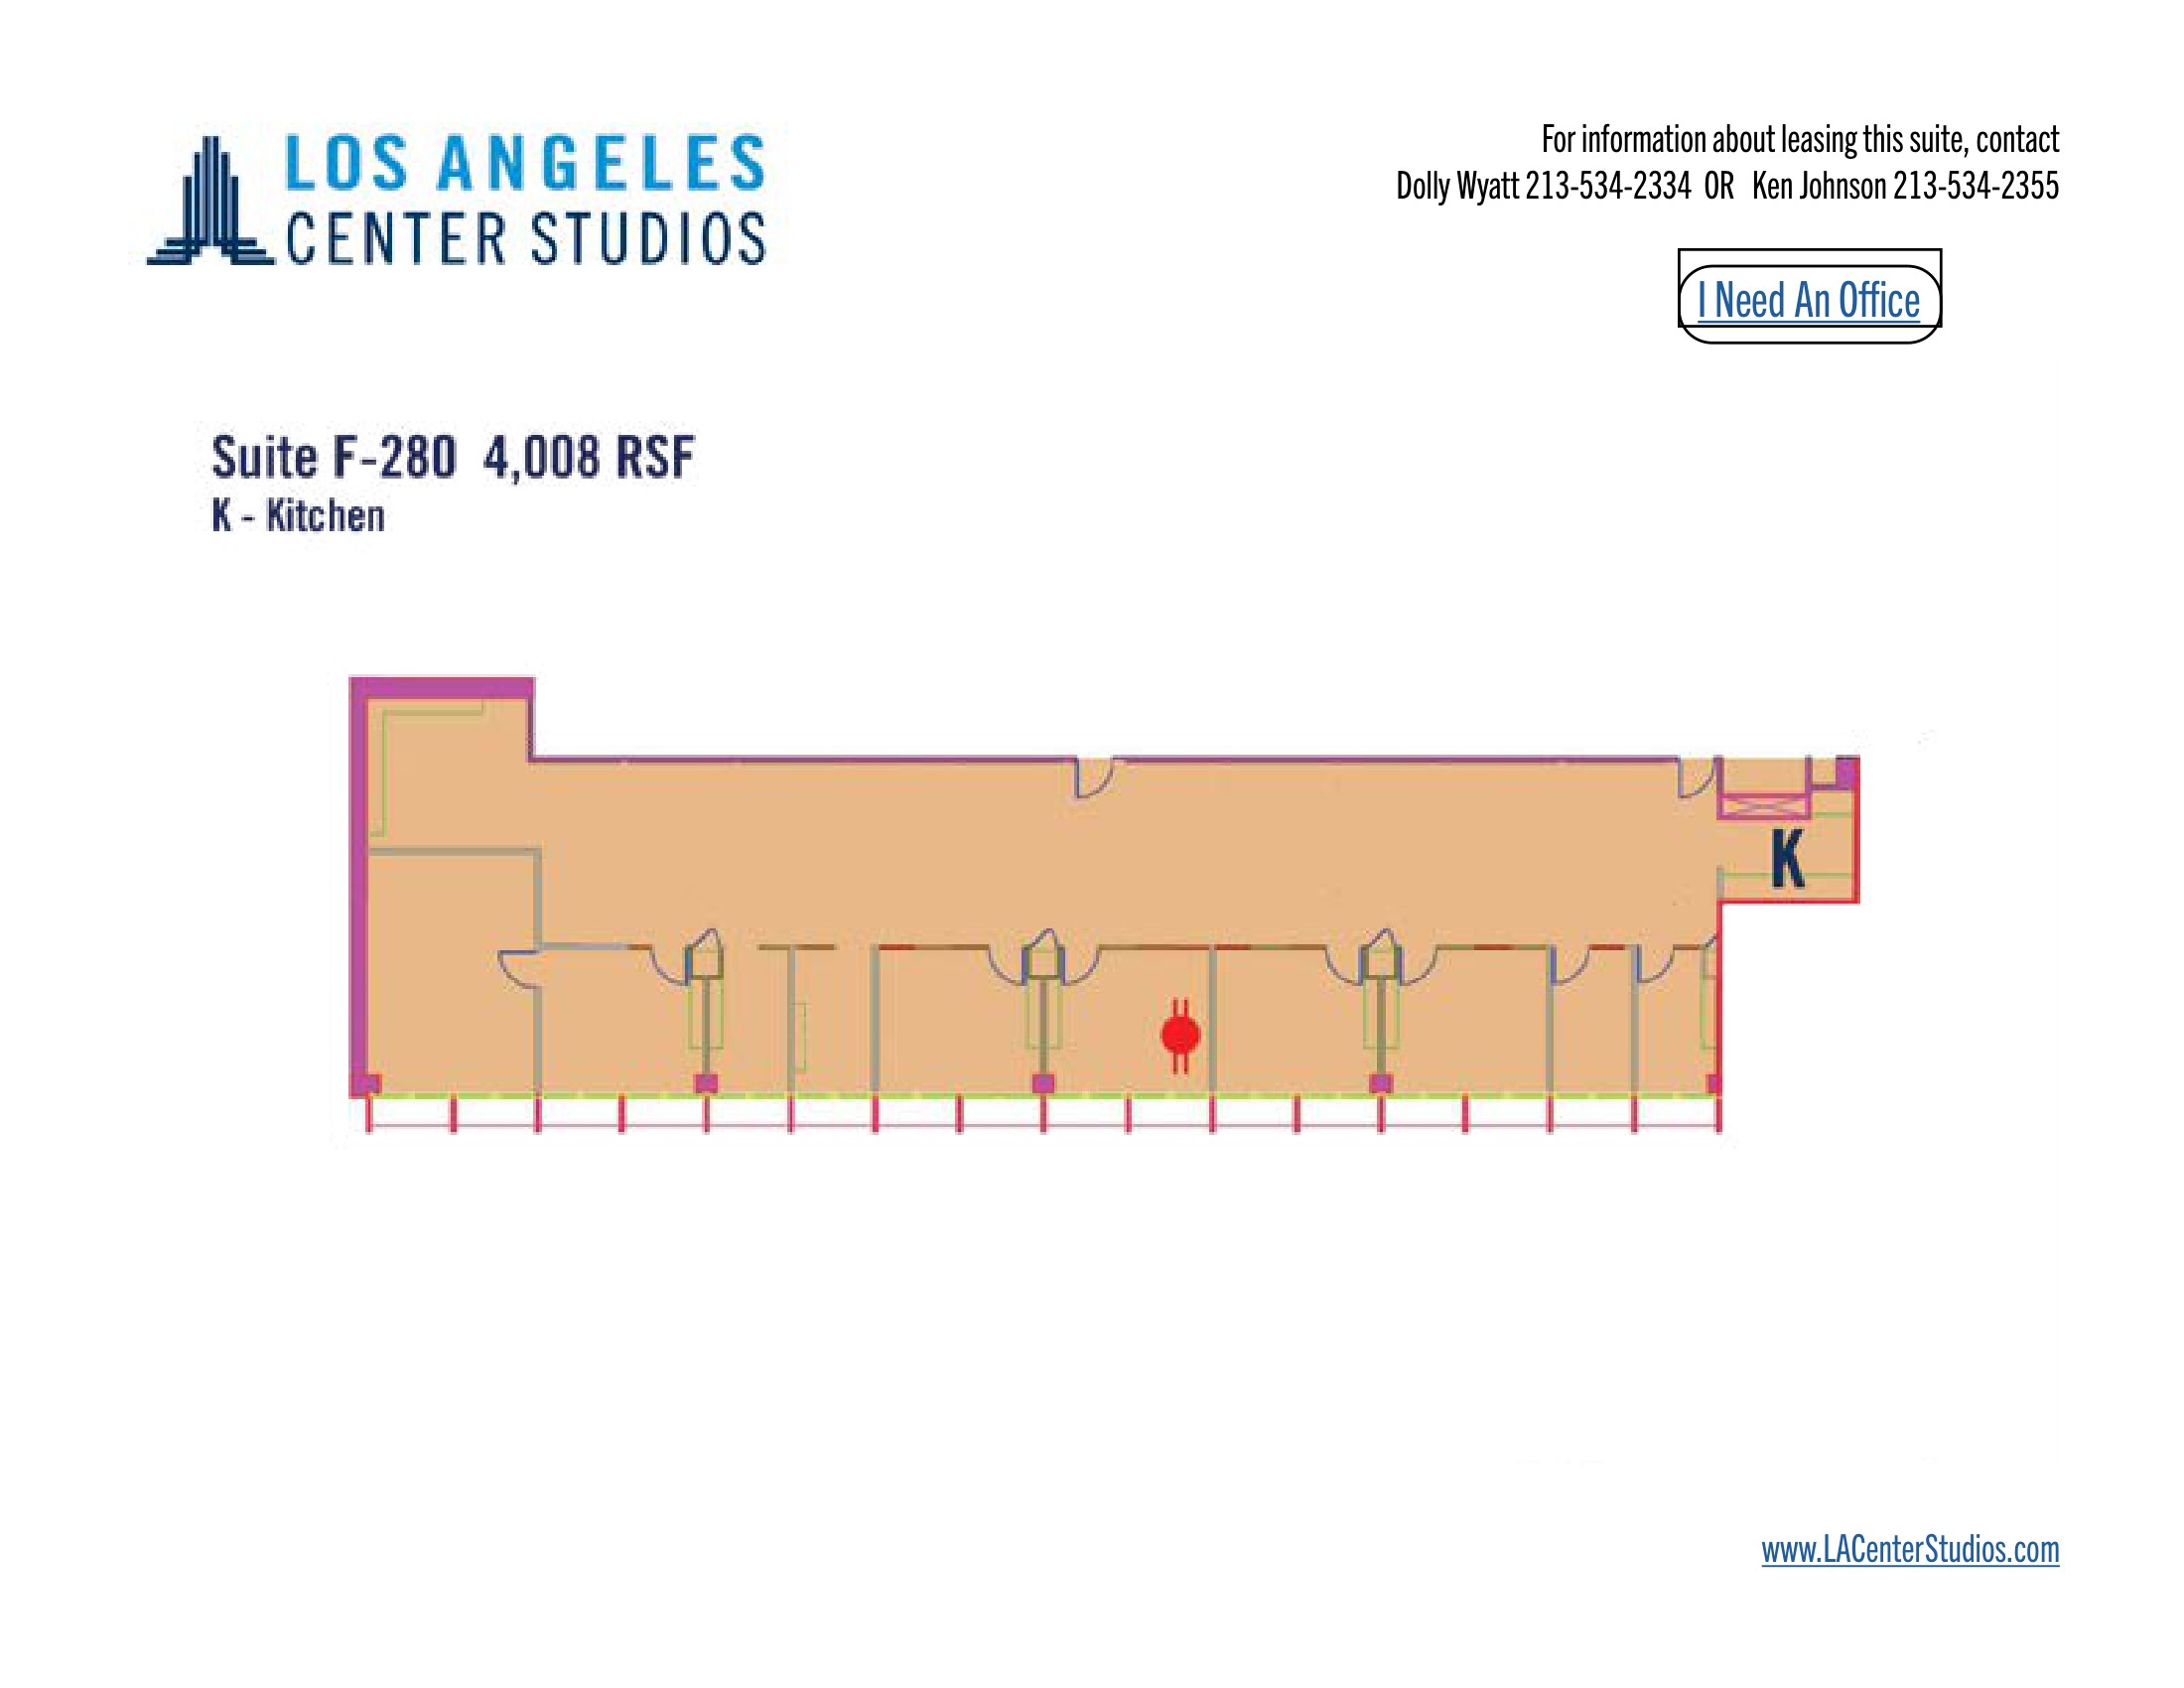 LOS ANGELES
CENTER STUDIOS
For information about leasing this suite, contact
Dolly Wyatt 213-534-2334 OR Ken Johnson 213-534-2355
I Need An Office
Suite F-280 4,008 RSF
K - Kitchen
K
www.LACenterStudios.com